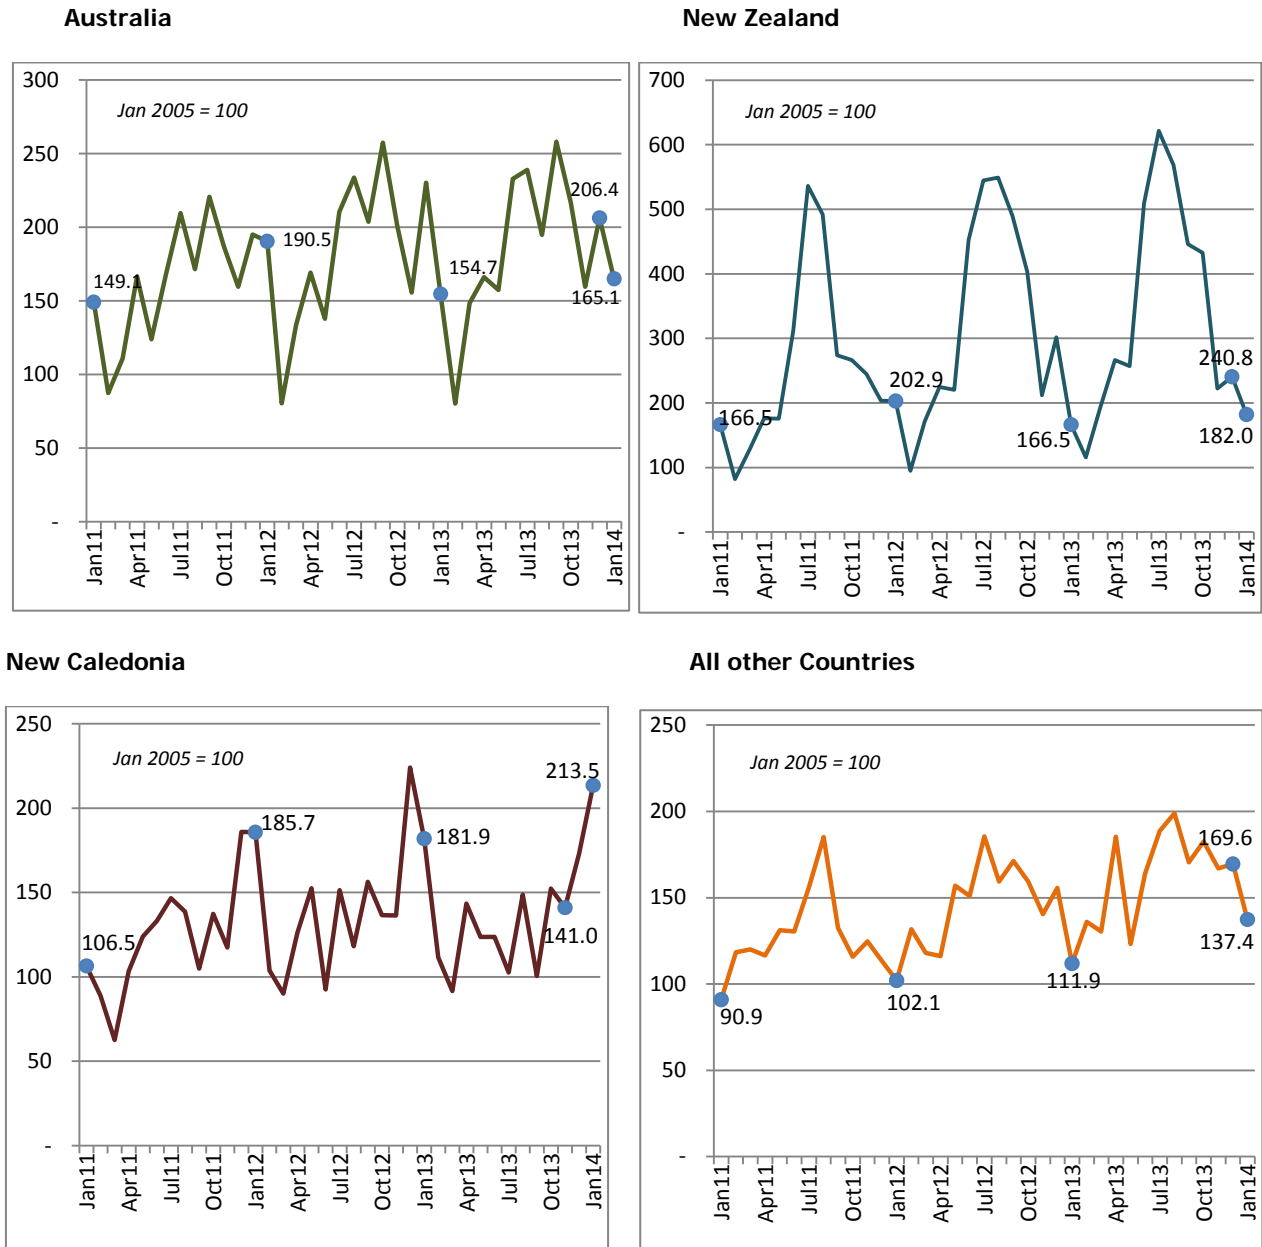 Australia
300
250
200
150
100
50
-
Jan 2005 = 100
149.1
190.5
154.7
206.4
165.1
Jan11
Apr11
Jul11
Oct11
Jan12
Apr12
Jul12
Oct12
Jan13
Apr13
Jul13
Oct13
Jan14
New Zealand
700
600
500
400
300
200
100
-
Jan 2005 = 100
166.5
202.9
166.5
240.8
182.0
Jan11
Apr11
Jul11
Oct11
Jan12
Apr12
Jul12
Oct12
Jan13
Apr13
Jul13
Oct13
Jan14
New Caledonia
250
200
150
100
50
-
Jan 2005 = 100
106.5
185.7
181.9
141.0
213.5
Jan11
Apr11
Jul11
Oct11
Jan12
Apr12
Jul12
Oct12
Jan13
Apr13
Jul13
Oct13
Jan14
All other Countries
250
200
150
100
50
-
Jan 2005 = 100
90.9
102.1
111.9
169.6
137.4
Jan11
Apr11
Jul11
Oct11
Jan12
Apr12
Jul12
Oct12
Jan13
Apr13
Jul13
Oct13
Jan14